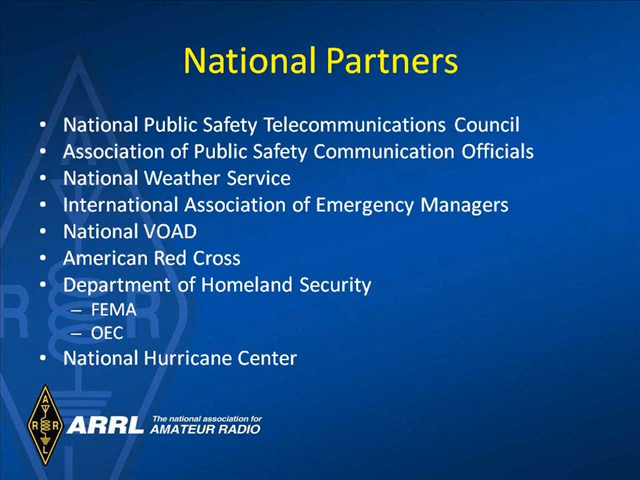 National Partners
• National Public Safety Telecommunications Council
• Association of Public Safety Communication Officials
• National Weather Service
• International Association of Emergency Managers
• National VOAD
• American Red Cross
• Department of Homeland Security
– FEMA
– OEC
• National Hurricane Center
A
R R
L
ARRL The national association for
AMATEUR RADIO